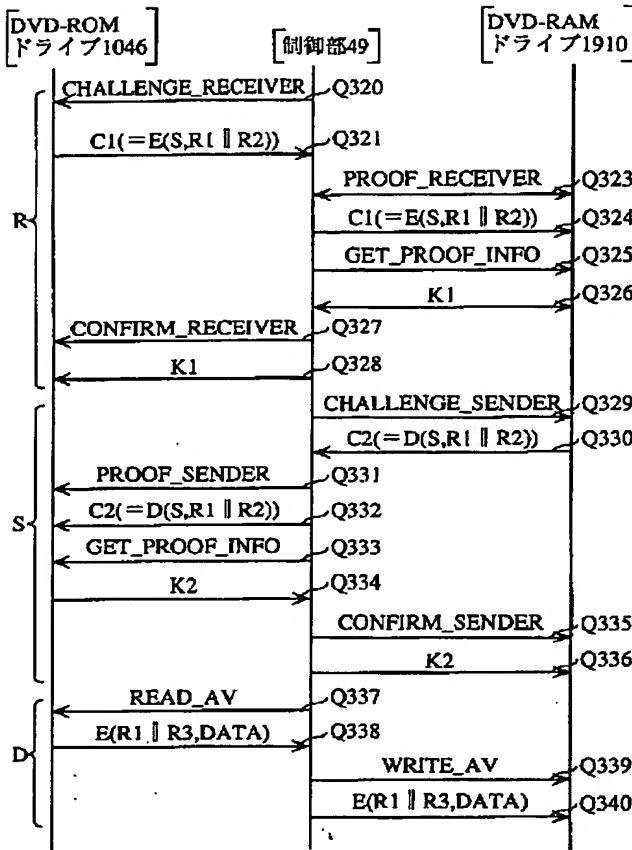 DVD-ROM
ドライブ1046
制御部49
DVD-RAM
ドライブ1910
CHALLENGE_RECEIVER Q320
C1(=E(S,R1 ‖ R2)) Q321
PROOF_RECEIVER Q323
C1(=E(S,R1 ‖ R2)) Q324
GET_PROOF_INFO Q325
K1 Q326
R
CONFIRM_RECEIVER Q327
K1 Q328
CHALLENGE_SENDER Q329
C2(=D(S,R1 ‖ R2)) Q330
PROOF_SENDER Q331
S
C2(=D(S,R1 ‖ R2)) Q332
GET_PROOF_INFO Q333
K2 Q334
CONFIRM_SENDER Q335
K2 Q336
READ_AV Q337
D
E(R1 ‖ R3,DATA) Q338
WRITE_AV Q339
E(R1 ‖ R3,DATA) Q340